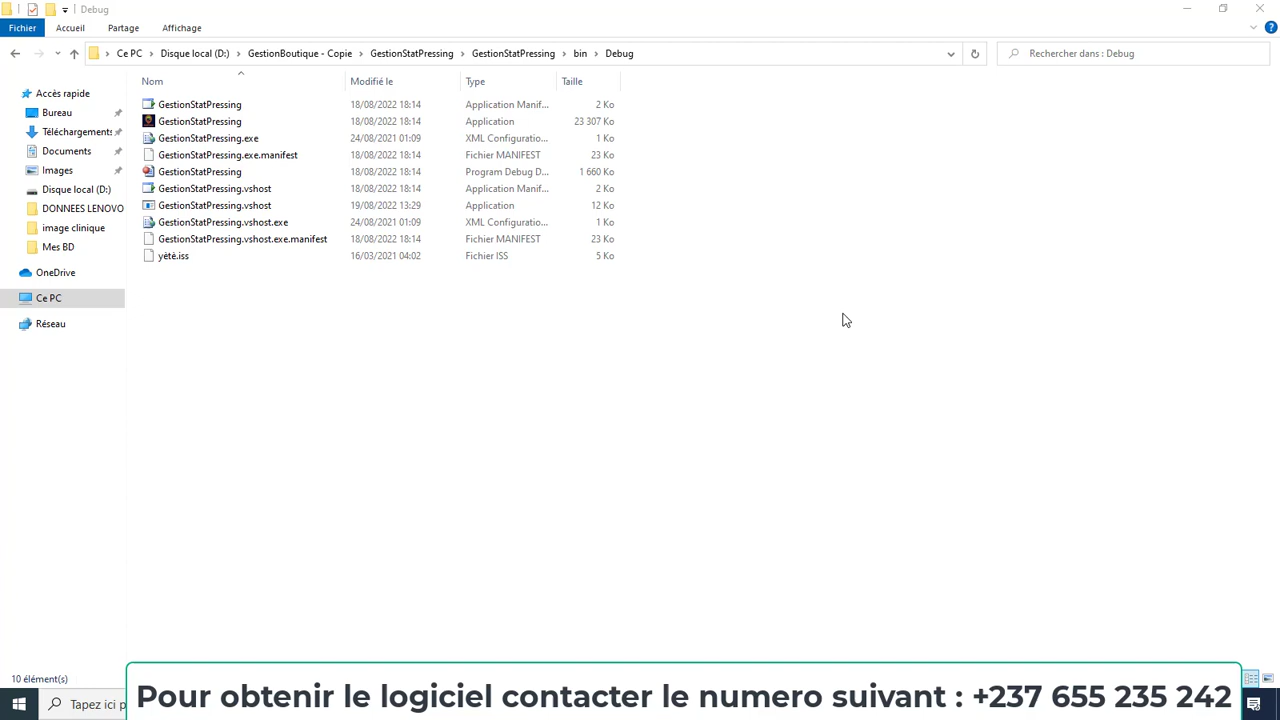 Debug
Fichier Accueil Partage Affichage
Ce PC Disque local (D:) GestionBoutique - Copie GestionStatPressing GestionStatPressing bin Debug Rechercher dans : Debug
Nom Modifié le Type Taille
Accès rapide
Bureau
Téléchargements
Documents
Images
Disque local (D:)
DONNEES LENOVO
image clinique
Mes BD
OneDrive
Ce PC
Réseau
GestionStatPressing 18/08/2022 18:14 Application Manif... 2 Ko
GestionStatPressing 18/08/2022 18:14 Application 23 307 Ko
GestionStatPressing.exe 24/08/2021 01:09 XML Configuratio... 1 Ko
GestionStatPressing.exe.manifest 18/08/2022 18:14 Fichier MANIFEST 23 Ko
GestionStatPressing 18/08/2022 18:14 Program Debug D... 1 660 Ko
GestionStatPressing.vshost 18/08/2022 18:14 Application Manif... 2 Ko
GestionStatPressing.vshost 19/08/2022 13:29 Application 12 Ko
GestionStatPressing.vshost.exe 24/08/2021 01:09 XML Configuratio... 1 Ko
GestionStatPressing.vshost.exe.manifest 18/08/2022 18:14 Fichier MANIFEST 23 Ko
yété.iss 16/03/2021 04:02 Fichier ISS 5 Ko
10 élément(s)
Tapez ici p
Pour obtenir le logiciel contacter le numero suivant : +237 655 235 242